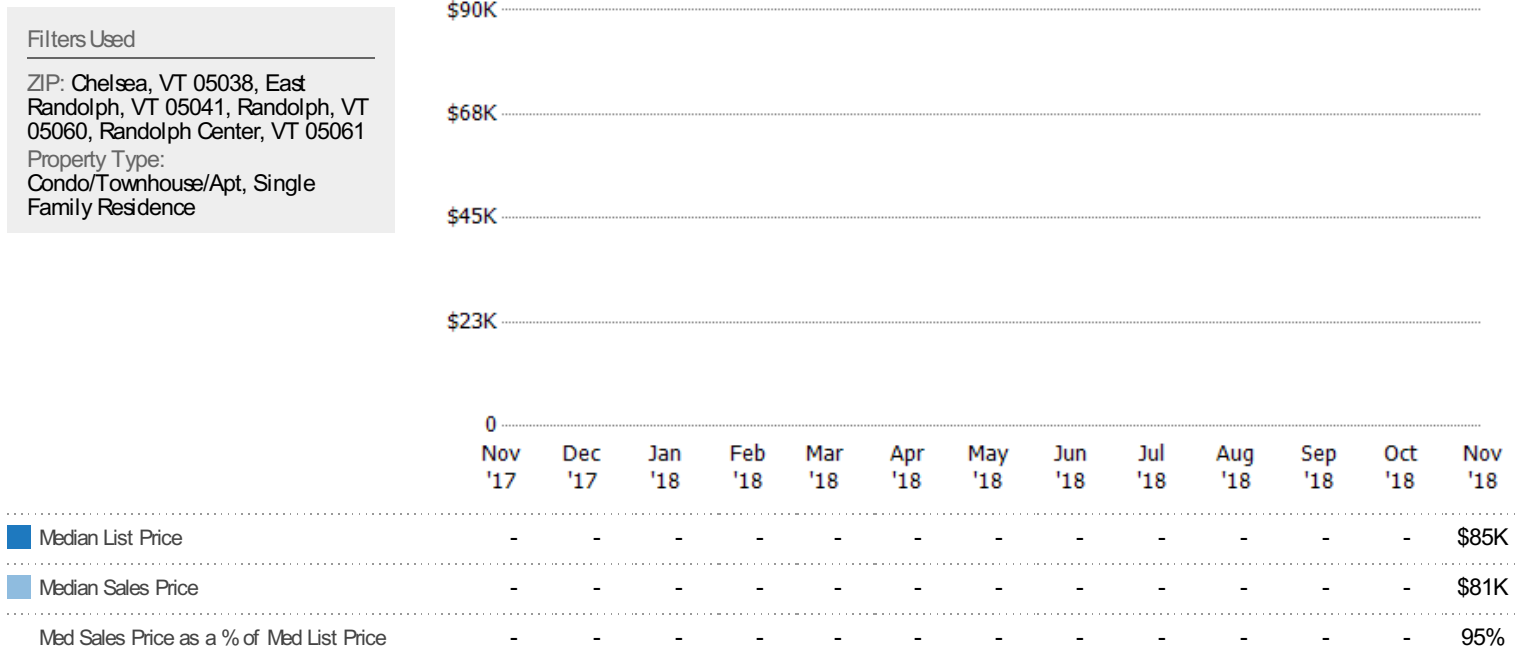 Filters Used
ZIP: Chelsea, VT 05038, East
Randolph, VT 05041, Randolph, VT
05060, Randolph Center, VT 05061
Property Type:
Condo/Townhouse/Apt, Single
Family Residence
$90K
$68K
$45K
$23K
0
Nov Dec Jan Feb Mar Apr May Jun Jul Aug Sep Oct Nov
'17 '17 '18 '18 '18 '18 '18 '18 '18 '18 '18 '18 '18
Median List Price - - - - - - - - - - - - $85K
Median Sales Price - - - - - - - - - - - - $81K
Med Sales Price as a % of Med List Price - - - - - - - - - - - - 95%